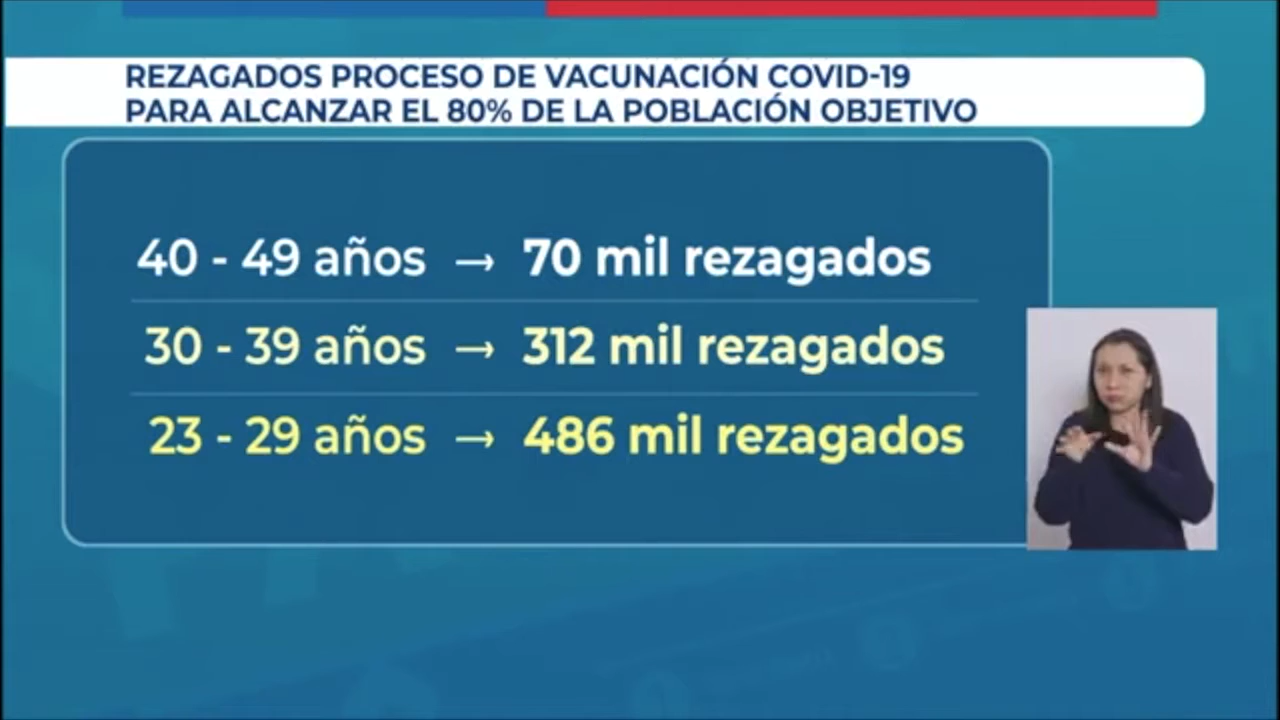 REZAGADOS PROCESO DE VACUNACIÓN COVID-19
PARA ALCANZAR EL 80% DE LA POBLACIÓN OBJETIVO
40 - 49 años → 70 mil rezagados
30 - 39 años → 312 mil rezagados
23 - 29 años → 486 mil rezagados